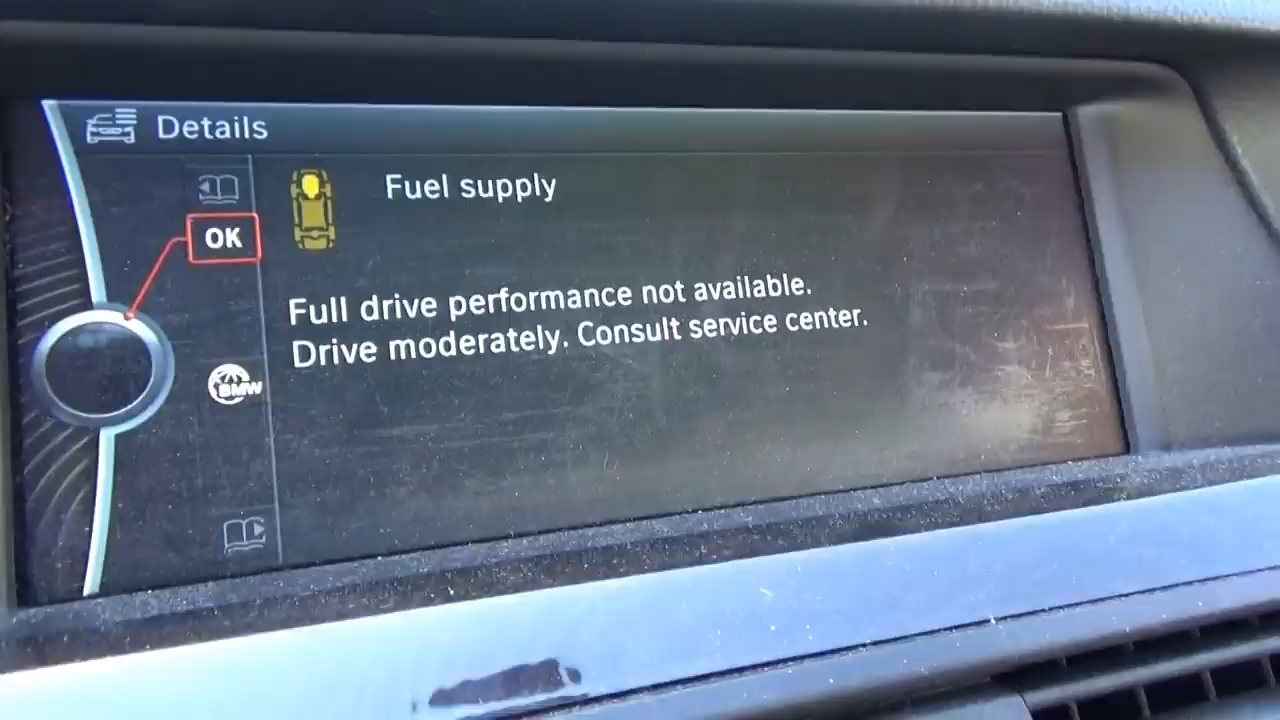 Details
Fuel supply
OK
Full drive performance not available.
Drive moderately. Consult service center.
BMW